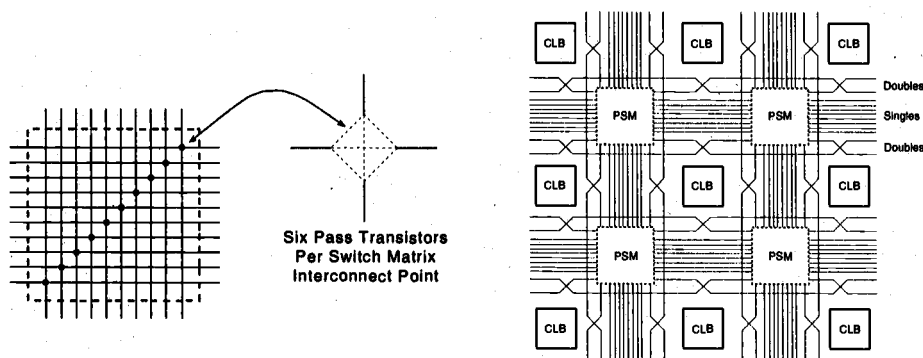 Six Pass Transistors
Per Switch Matrix
Interconnect Point
CLB
CLB
CLB
Doubles
PSM
PSM
Singles
Doubles
CLB
CLB
CLB
PSM
PSM
CLB
CLB
CLB